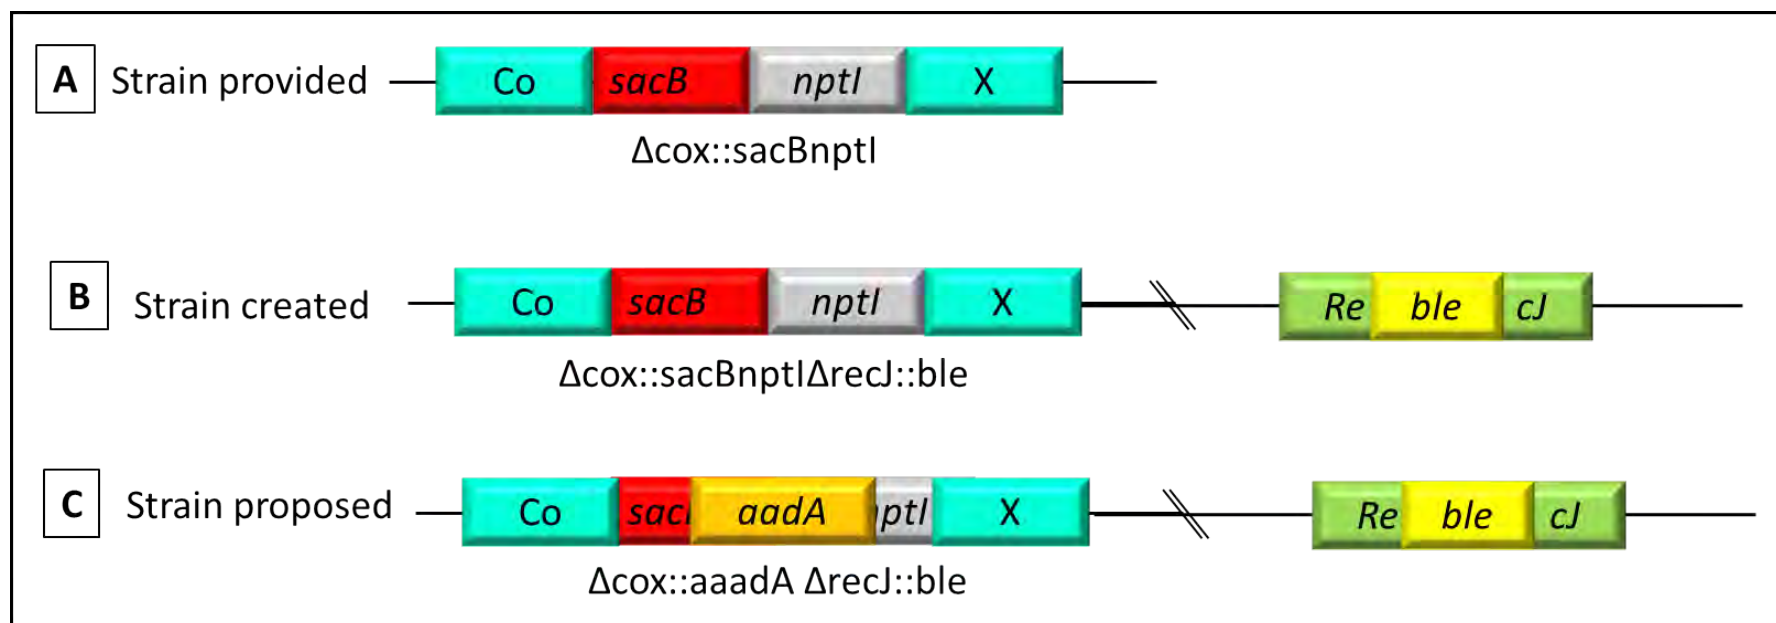 A Strain provided Co sacB nptI X
Δcox::sacBnptI
B Strain created Co sacB nptI X Re ble cJ
Δcox::sacBnptIΔrecJ::ble
C Strain proposed Co sac aadA ptI X Re ble cJ
Δcox::aaadA ΔrecJ::ble